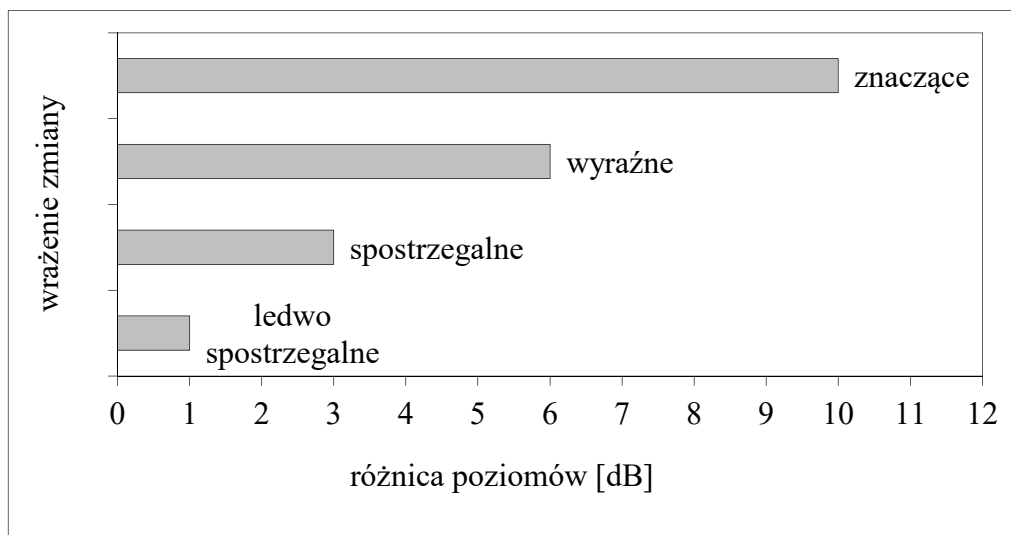 znaczące
wyraźne
spostrzegalne
ledwo
spostrzegalne
wrażenie zmiany
0 1 2 3 4 5 6 7 8 9 10 11 12
różnica poziomów [dB]